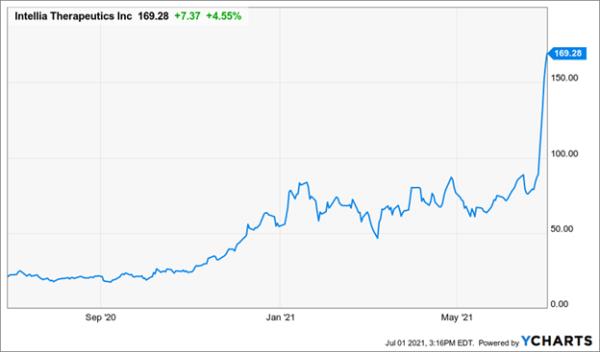 Intellia Therapeutics Inc 169.28 +7.37 +4.55%
169.28
150.00
100.00
50.00
0.00
Sep '20 Jan '21 May '21
Jul 01 2021, 3:16PM EDT. Powered by YCHARTS